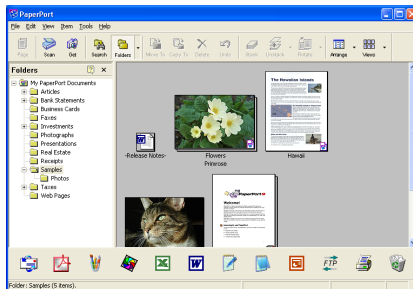 PaperPort
File Edit View Item Tools Help
Page Scan Get Search Folders Move To Copy To Delete Undo Stack Unstack Rotate Arrange Views
Folders
My PaperPort Documents
Articles
Bank Statements
Business Cards
Faxes
Investments
Photographs
Presentations
Real Estate
Receipts
Samples
Photos
Taxes
Web Pages
-Release Notes-
Flowers
Primrose
The Hawaiian Islands
Hawaii
PaperPort
Welcome!
FTP
Folder: Samples (5 items).